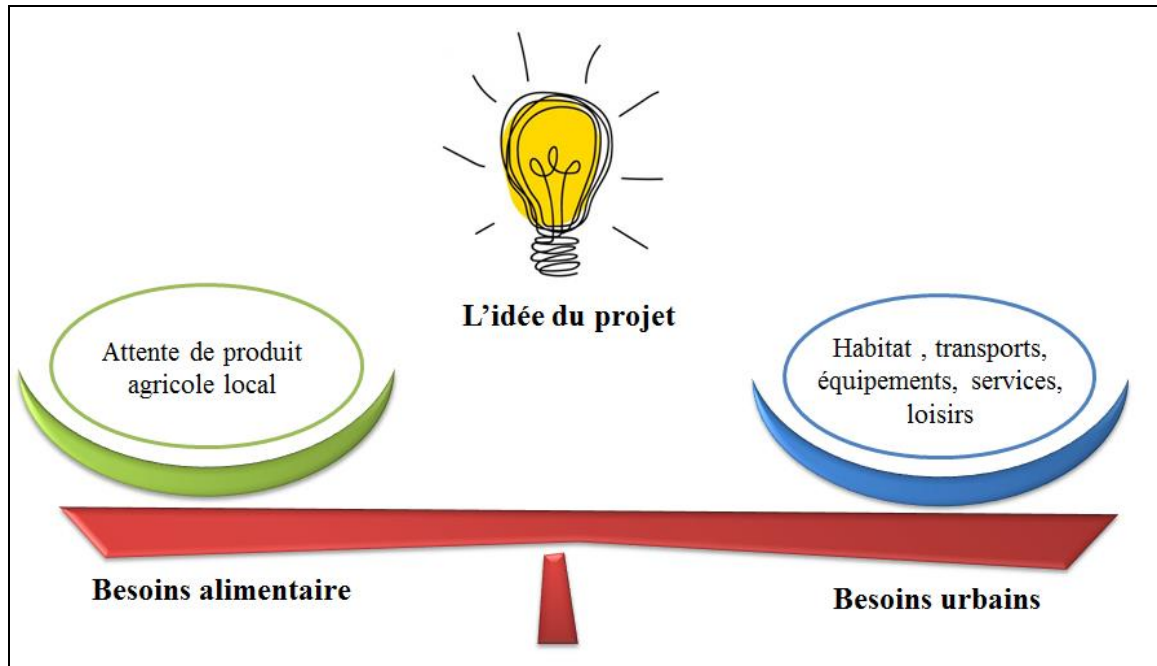 L'idée du projet
Attente de produit
agricole local
Habitat , transports,
équipements, services,
loisirs
Besoins alimentaire
Besoins urbains